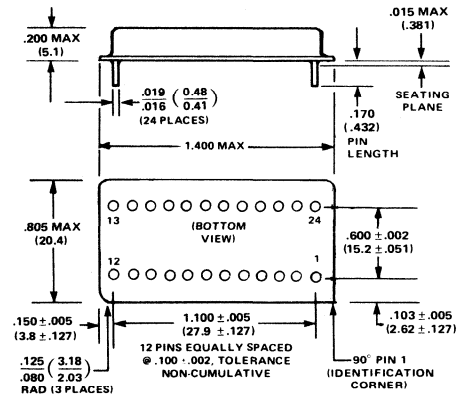 .200 MAX
(5.1)
.015 MAX
(.381)
.019
.016
(0.48
0.41)
(24 PLACES)
SEATING
PLANE
.170
(.432)
PIN
LENGTH
1.400 MAX
.805 MAX
(20.4)
13
24
(BOTTOM
VIEW)
12
1
.600 ±.002
(15.2 ±.051)
.150 ±.005
(3.8 ±.127)
1.100 ±.005
(27.9 ±.127)
.103 ±.005
(2.62 ±.127)
12 PINS EQUALLY SPACED
@ .100 ±.002, TOLERANCE
NON-CUMULATIVE
.125
.080
(3.18
2.03)
RAD (3 PLACES)
90° PIN 1
(IDENTIFICATION
CORNER)